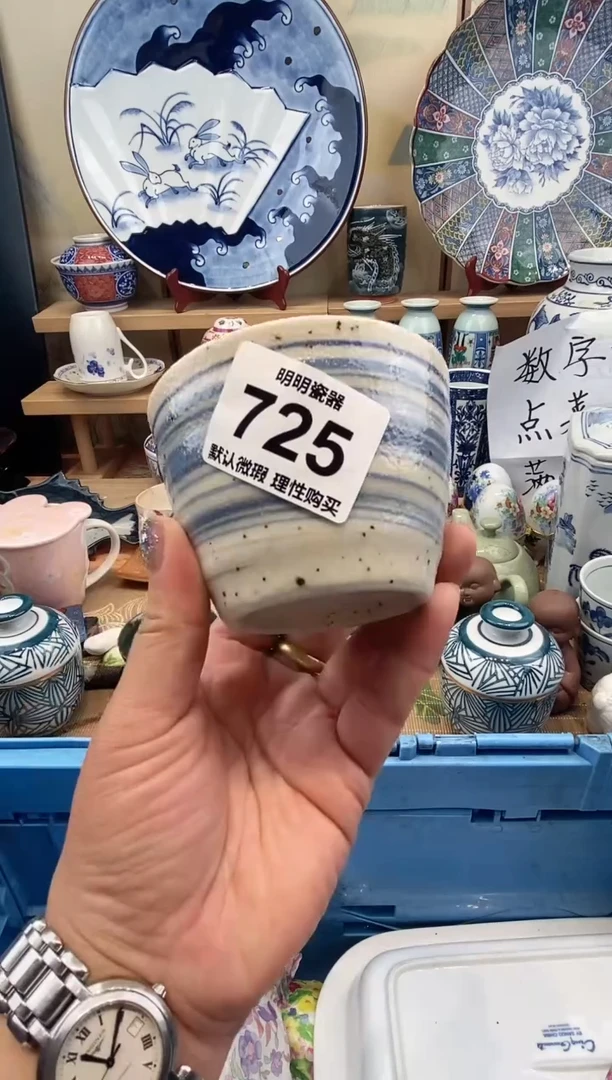 明明瓷器
725
默认微瑕 理性购买
数字
点